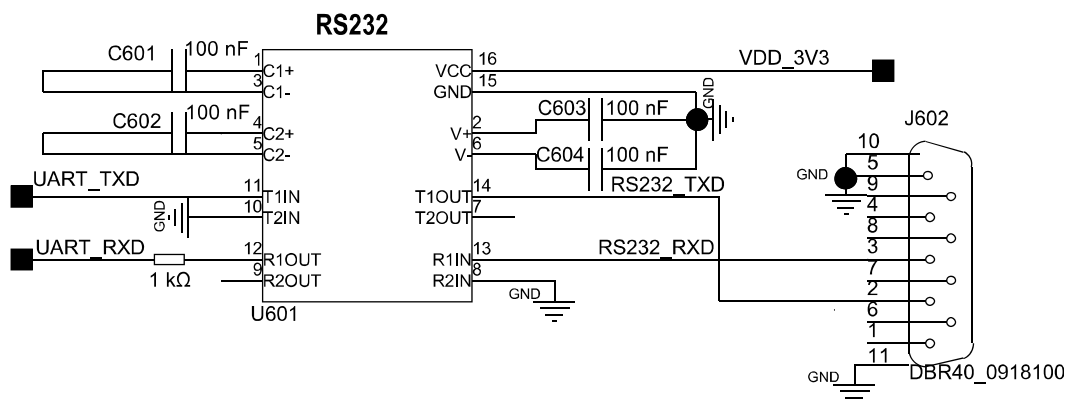 RS232
C601
100 nF
1
C1+
3
C1-
C602
100 nF
4
C2+
5
C2-
UART_TXD
11
T1IN
GND
10
T2IN
UART_RXD
12
R1OUT
1 kΩ
9
R2OUT
U601
16
VCC
VDD_3V3
15
GND
GND
C603
100 nF
2
V+
6
V-
C604
100 nF
14
T1OUT
RS232_TXD
7
T2OUT
13
R1IN
RS232_RXD
8
R2IN
GND
J602
10
5
GND
9
4
8
3
7
2
6
1
11
GND
DBR40_0918100